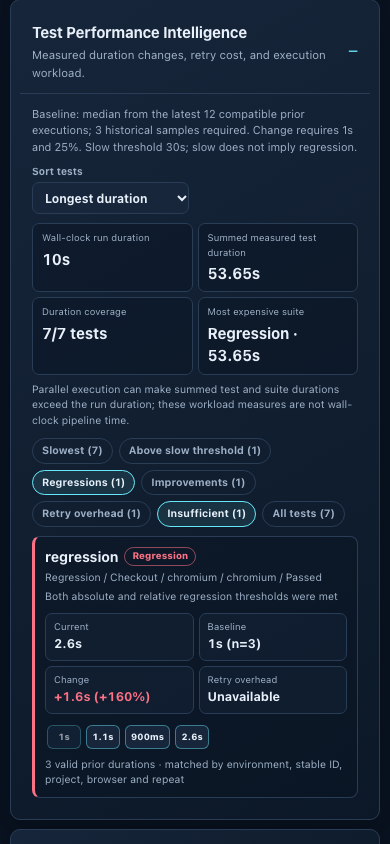 Test Performance Intelligence
Measured duration changes, retry cost, and execution
workload.
–
Baseline: median from the latest 12 compatible prior
executions; 3 historical samples required. Change requires 1s
and 25%. Slow threshold 30s; slow does not imply regression.
Sort tests
Longest duration
Wall-clock run duration
10s
Summed measured test
duration
53.65s
Duration coverage
7/7 tests
Most expensive suite
Regression ·
53.65s
Parallel execution can make summed test and suite durations
exceed the run duration; these workload measures are not wall-
clock pipeline time.
Slowest (7)
Above slow threshold (1)
Regressions (1)
Improvements (1)
Retry overhead (1)
Insufficient (1)
All tests (7)
regression Regression
Regression / Checkout / chromium / chromium / Passed
Both absolute and relative regression thresholds were met
Current
2.6s
Baseline
1s (n=3)
Change
+1.6s (+160%)
Retry overhead
Unavailable
1s 1.1s 900ms 2.6s
3 valid prior durations · matched by environment, stable ID,
project, browser and repeat